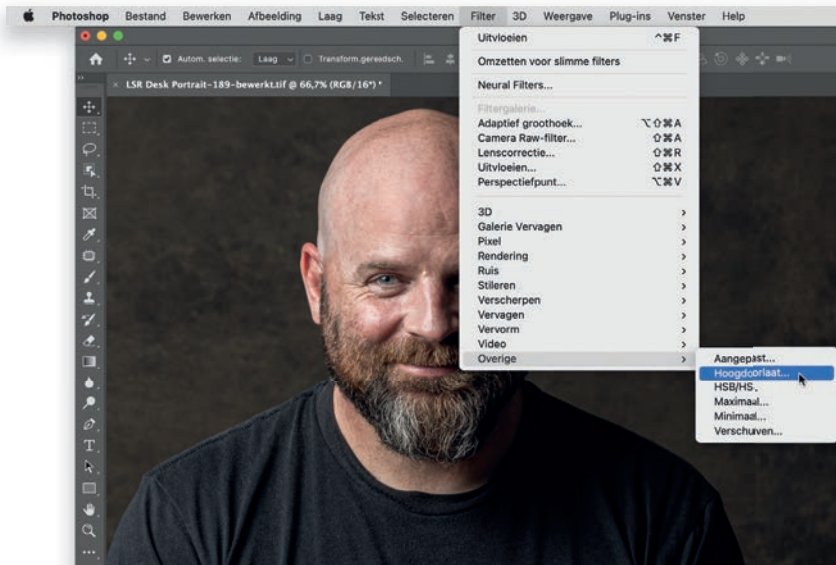 Photoshop Bestand Bewerken Afbeelding Laag Tekst Selecteren Filter 3D Weergave Plug-ins Venster Help
Autom. selectie: Laag Transform.geresdsch.
× LSR Desk Portrait-189-bewerkt.tif @ 66,7% (RGB/16*) *
Uitvloeien ^⌘F
Omzetten voor slimme filters
Neural Filters...
Filtergalerie...
Adaptief groothoek... ⌥⇧⌘A
Camera Raw-filter... ⇧⌘A
Lenscorrectie... ⇧⌘R
Uitvloeien... ⇧⌘X
Perspectiefpunt... ⌥⌘V
3D
Galerie Vervagen
Pixel
Rendering
Ruis
Stileren
Verscherpen
Vervagen
Vervorm
Video
Overige
Aangepast...
Hoogdoorlaat...
HSB/HS
Maximaal...
Minimaal...
Verschuiven...